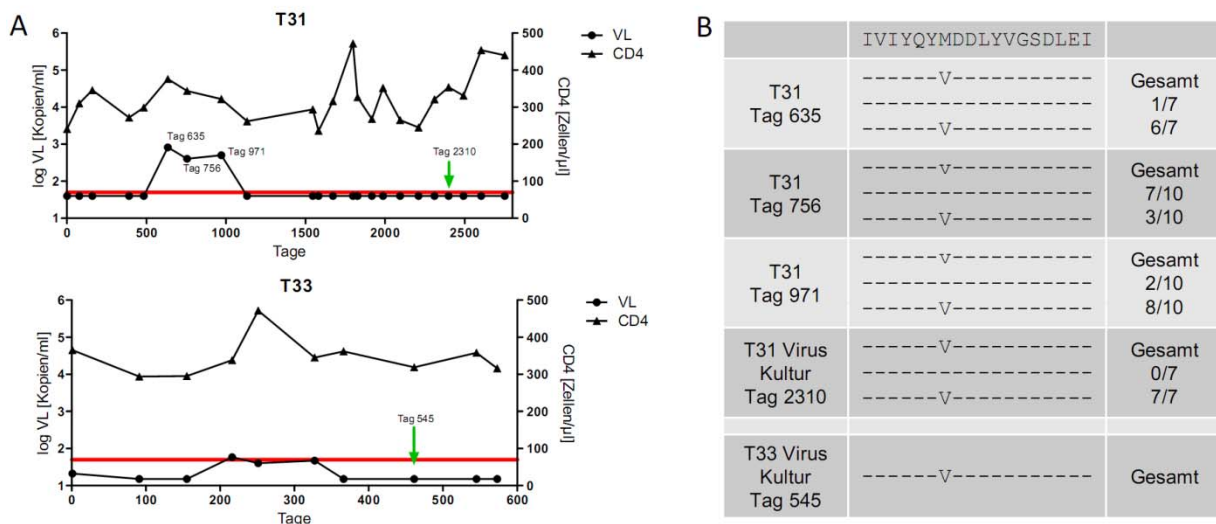 A
T31
VL
CD4
log VL [Kopien/ml]
6
5
4
3
2
1
500
400
300
200
100
0
CD4 [Zellen/µl]
Tag 635
Tag 756
Tag 971
Tag 2310
0
500
1000
1500
2000
2500
Tage
T33
VL
CD4
log VL [Kopien/ml]
6
5
4
3
2
1
500
400
300
200
100
0
CD4 [Zellen/µl]
Tag 545
0
100
200
300
400
500
600
Tage
B
IVIYQYMDDLYVGSDLEI
T31
Tag 635
------V-----------
------------------
------V-----------
Gesamt
1/7
6/7
T31
Tag 756
------V-----------
------------------
------V-----------
Gesamt
7/10
3/10
T31
Tag 971
------V-----------
------------------
------V-----------
Gesamt
2/10
8/10
T31 Virus
Kultur
Tag 2310
------V-----------
------------------
------V-----------
Gesamt
0/7
7/7
T33 Virus
Kultur
Tag 545
------V-----------
Gesamt